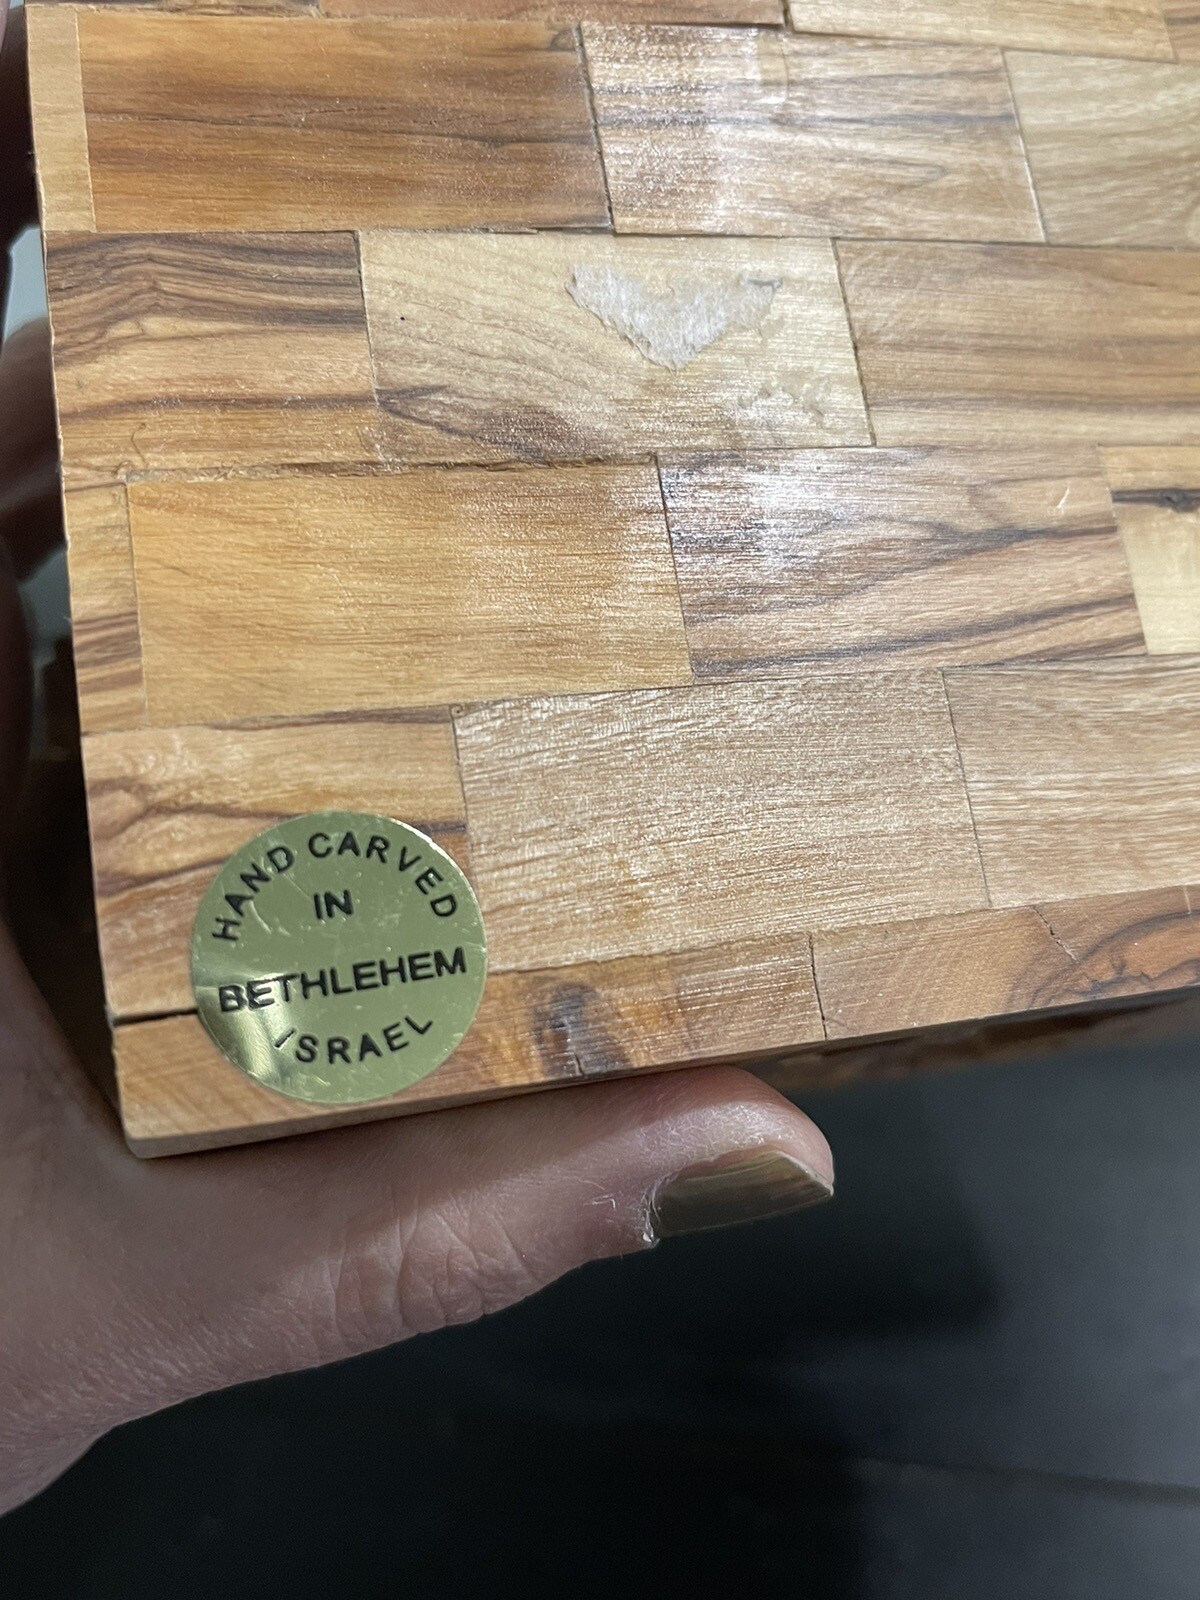 HAND CARVED
IN
BETHLEHEM
ISRAEL